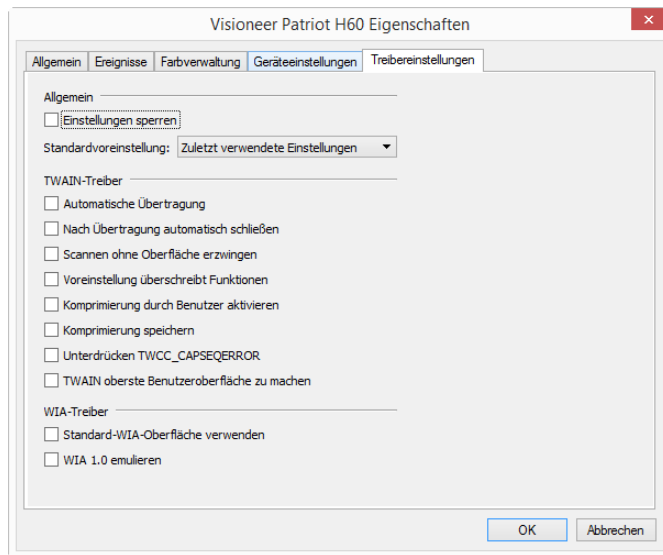 Visioneer Patriot H60 Eigenschaften
Allgemein Ereignisse Farbverwaltung Geräteeinstellungen Treibereinstellungen
Allgemein
Einstellungen sperren
Standardvoreinstellung: Zuletzt verwendete Einstellungen
TWAIN-Treiber
Automatische Übertragung
Nach Übertragung automatisch schließen
Scannen ohne Oberfläche erzwingen
Voreinstellung überschreibt Funktionen
Komprimierung durch Benutzer aktivieren
Komprimierung speichern
Unterdrücken TWCC_CAPSEQERROR
TWAIN oberste Benutzeroberfläche zu machen
WIA-Treiber
Standard-WIA-Oberfläche verwenden
WIA 1.0 emulieren
OK Abbrechen